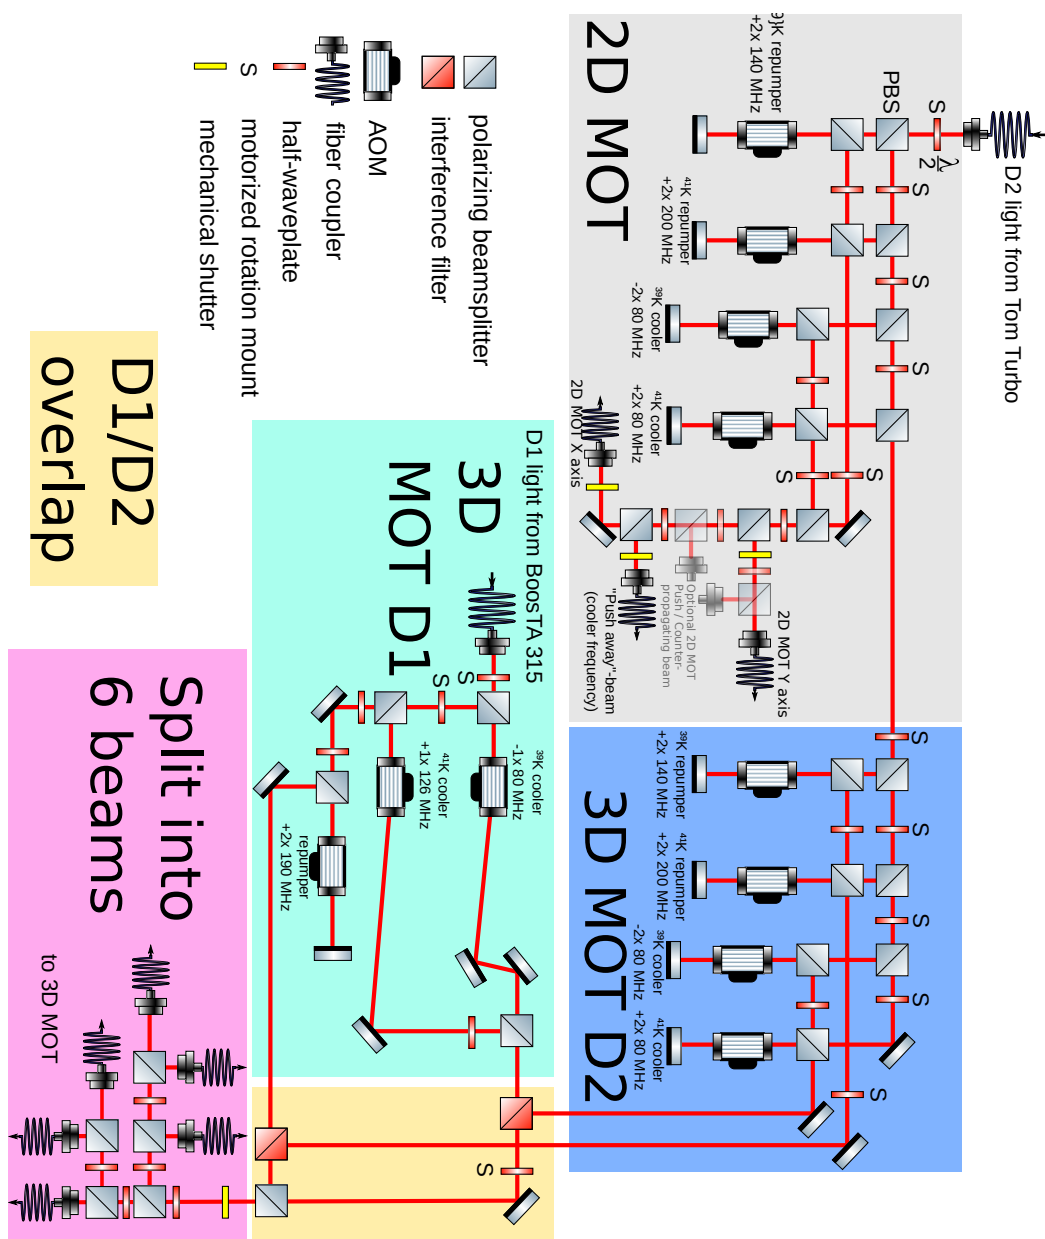 D2 light from Tom Turbo
S
λ
2
PBS
S
S
S
S
S
2D MOT
39}K repumper
+2x 140 MHz
⁴¹K repumper
+2x 200 MHz
³⁹K cooler
-2x 80 MHz
⁴¹K cooler
+2x 80 MHz
2D MOT X axis
2D MOT Y axis
Optional 2D MOT
Push / Counter-
propagating beam
"Push away"-beam
(cooler frequency)
polarizing beamsplitter
interference filter
AOM
fiber coupler
half-waveplate
S
motorized rotation mount
mechanical shutter
S
S
S
S
S
3D MOT D2
³⁹K repumper
+2x 140 MHz
⁴¹K repumper
+2x 200 MHz
³⁹K cooler
-2x 80 MHz
⁴¹K cooler
+2x 80 MHz
D1 light from BoosTA 315
3D
MOT D1
S
S
³⁹K cooler
-1x 80 MHz
⁴¹K cooler
+1x 126 MHz
repumper
+2x 190 MHz
S
D1/D2
overlap
Split into
6 beams
to 3D MOT